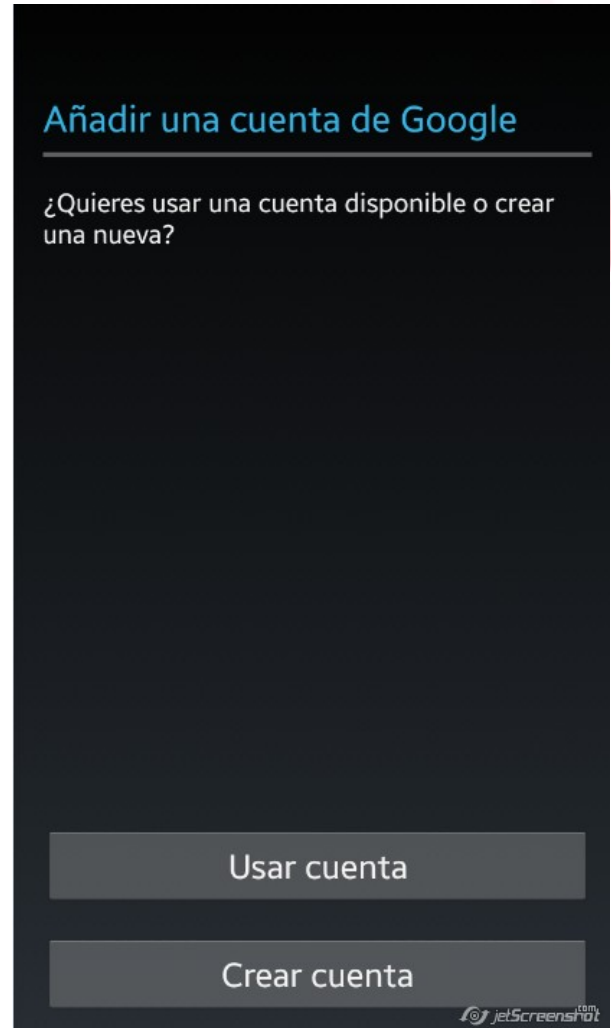 Añadir una cuenta de Google
¿Quieres usar una cuenta disponible o crear
una nueva?
Usar cuenta
Crear cuenta
jetScreenshot.com